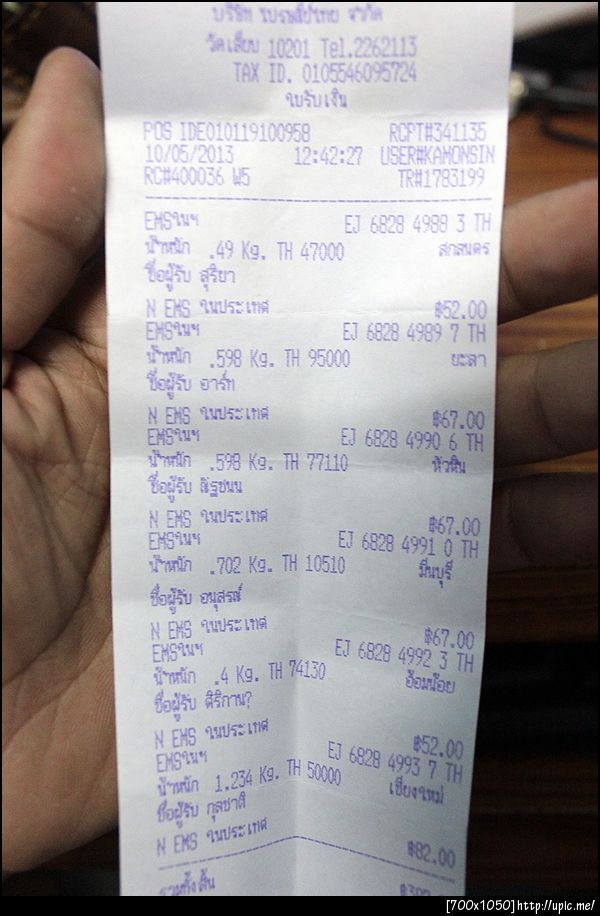 บริษัท ไปรษณีย์ไทย จำกัด
วัดเลียบ 10201 Tel.2262113
TAX ID. 0105546095724
ใบรับเงิน
POS IDE010119100958 RCPT#341135
10/05/2013 12:42:27 USER#KAMONSIN
RC#400036 W5 TR#1783199
EMSในฯ EJ 6828 4988 3 TH
น้ำหนัก .49 Kg. TH 47000 สกลนคร
ชื่อผู้รับ สุริยา
N EMS ในประเทศ ฿52.00
EMSในฯ EJ 6828 4989 7 TH
น้ำหนัก .598 Kg. TH 95000 ยะลา
ชื่อผู้รับ อาร์ท
N EMS ในประเทศ ฿67.00
EMSในฯ EJ 6828 4990 6 TH
น้ำหนัก .598 Kg. TH 77110 หัวหิน
ชื่อผู้รับ
N EMS ในประเทศ ฿67.00
EMSในฯ EJ 6828 4991 0 TH
น้ำหนัก .702 Kg. TH 10510 มีนบุรี
ชื่อผู้รับ อนุสรณ์
N EMS ในประเทศ ฿67.00
EMSในฯ EJ 6828 4992 3 TH
น้ำหนัก .4 Kg. TH 74130 อ้อมน้อย
ชื่อผู้รับ ศิริกาน?
N EMS ในประเทศ ฿52.00
EMSในฯ EJ 6828 4993 7 TH
น้ำหนัก 1.234 Kg. TH 50000 เชียงใหม่
ชื่อผู้รับ กุลชาติ
N EMS ในประเทศ ฿82.00
รวมทั้งสิ้น
[700x1050]http://upic.me/